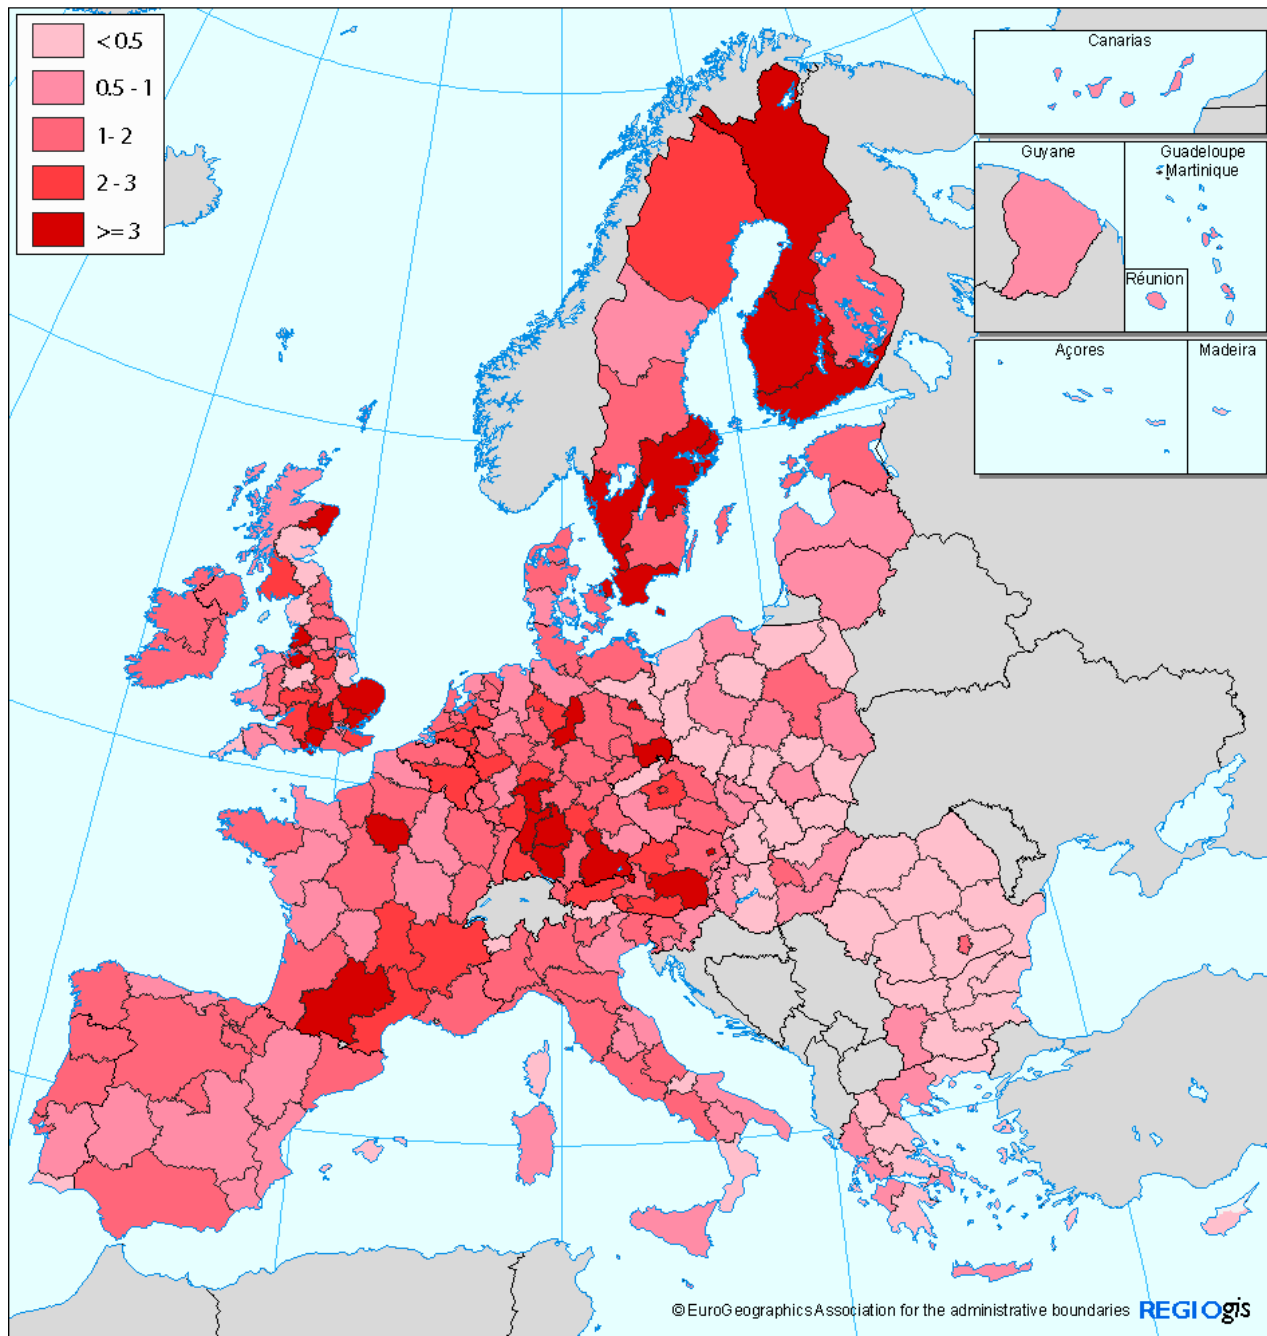 < 0.5
0.5 - 1
1- 2
2 - 3
>= 3
Canarias
Guyane
Guadeloupe
Martinique
Réunion
Açores
Madeira
© EuroGeographics Association for the administrative boundaries REGIOgis